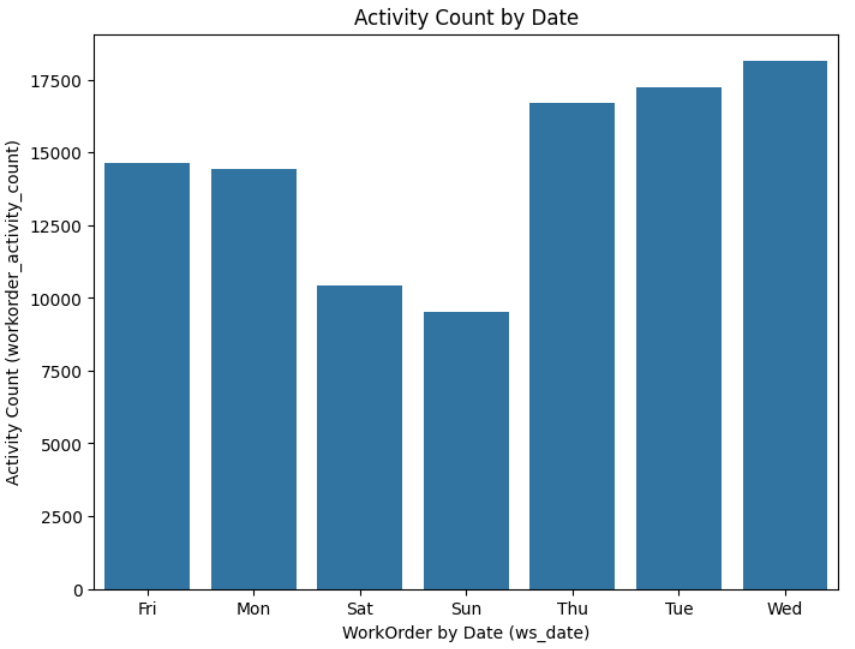 Activity Count by Date
Activity Count (workorder_activity_count)
17500
15000
12500
10000
7500
5000
2500
0
Fri Mon Sat Sun Thu Tue Wed
WorkOrder by Date (ws_date)